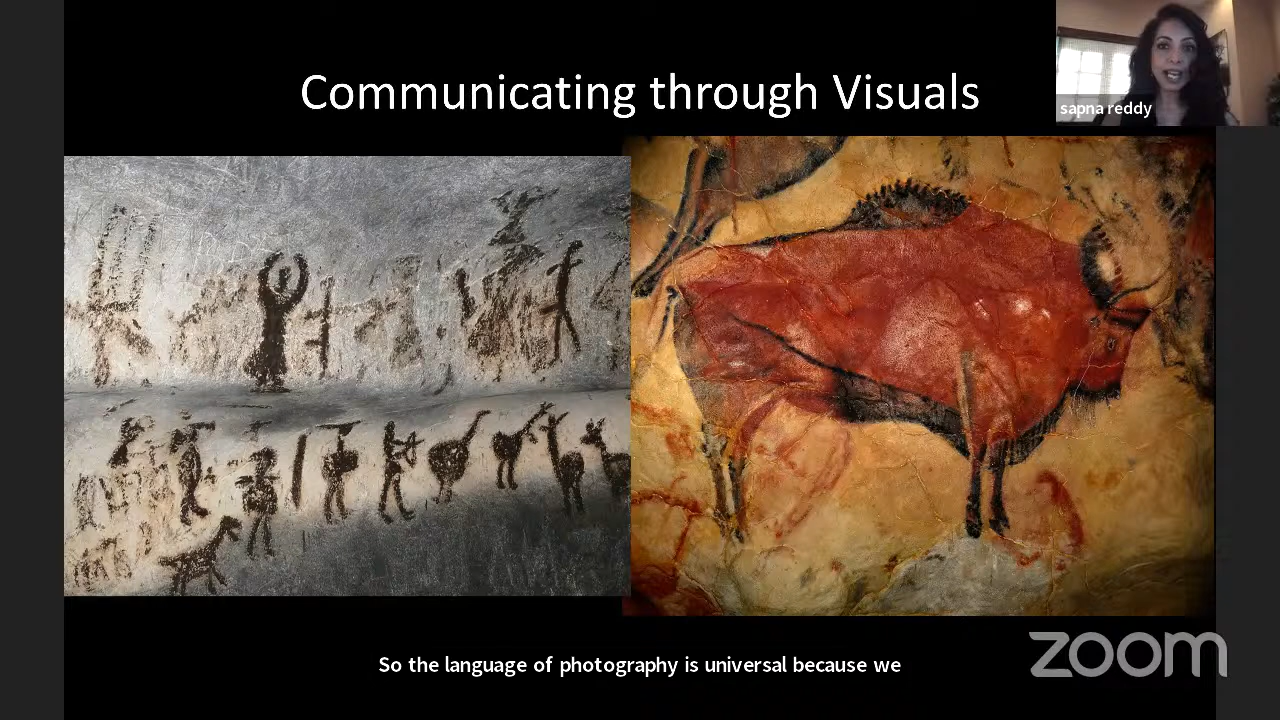 Communicating through Visuals
sapna reddy
So the language of photography is universal because we
zoom